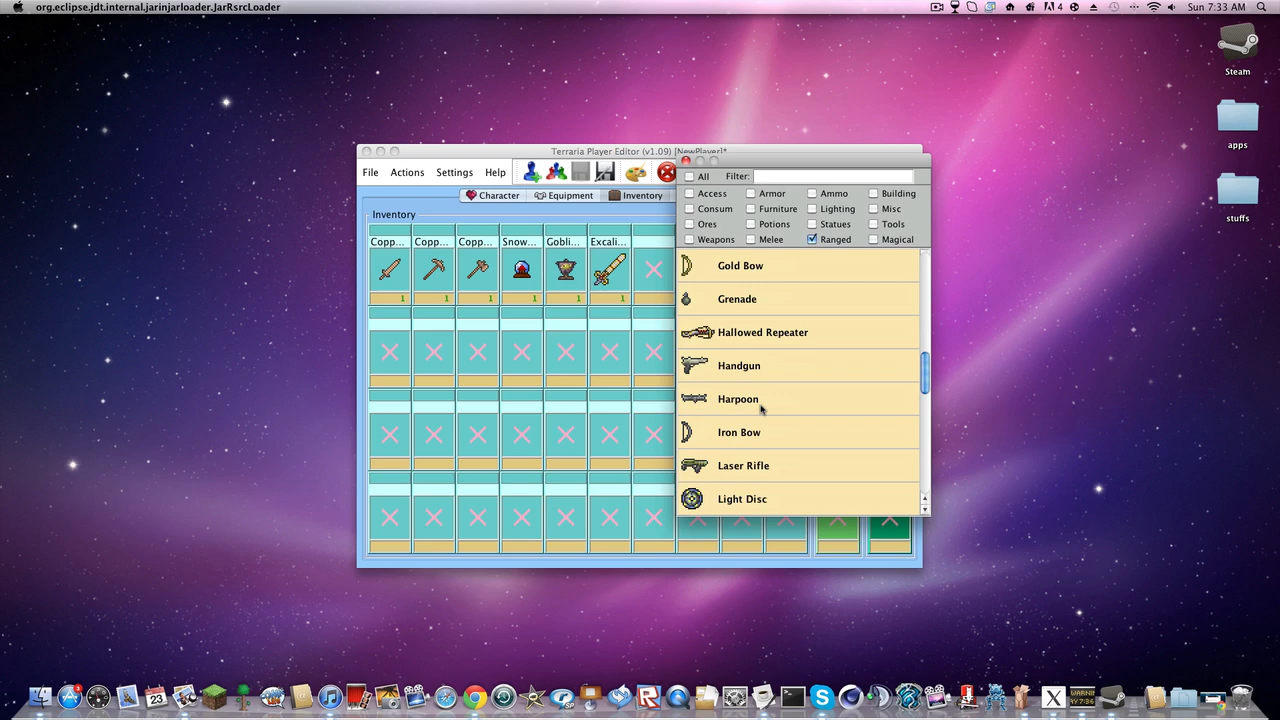 org.eclipse.jdt.internal.jarinjarloader.JarRsrcLoader
4
Sun 7:33 AM
Steam
apps
stuffs
Terraria Player Editor (v1.09) [NewPlayer]*
File Actions Settings Help
Character Equipment Inventory
Inventory
Copp... Copp... Copp... Snow... Gobli... Excali...
1 1 1 1 1 1
All Filter:
Access Armor Ammo Building
Consum Furniture Lighting Misc
Ores Potions Statues Tools
Weapons Melee Ranged Magical
Gold Bow
Grenade
Hallowed Repeater
Handgun
Harpoon
Iron Bow
Laser Rifle
Light Disc
23